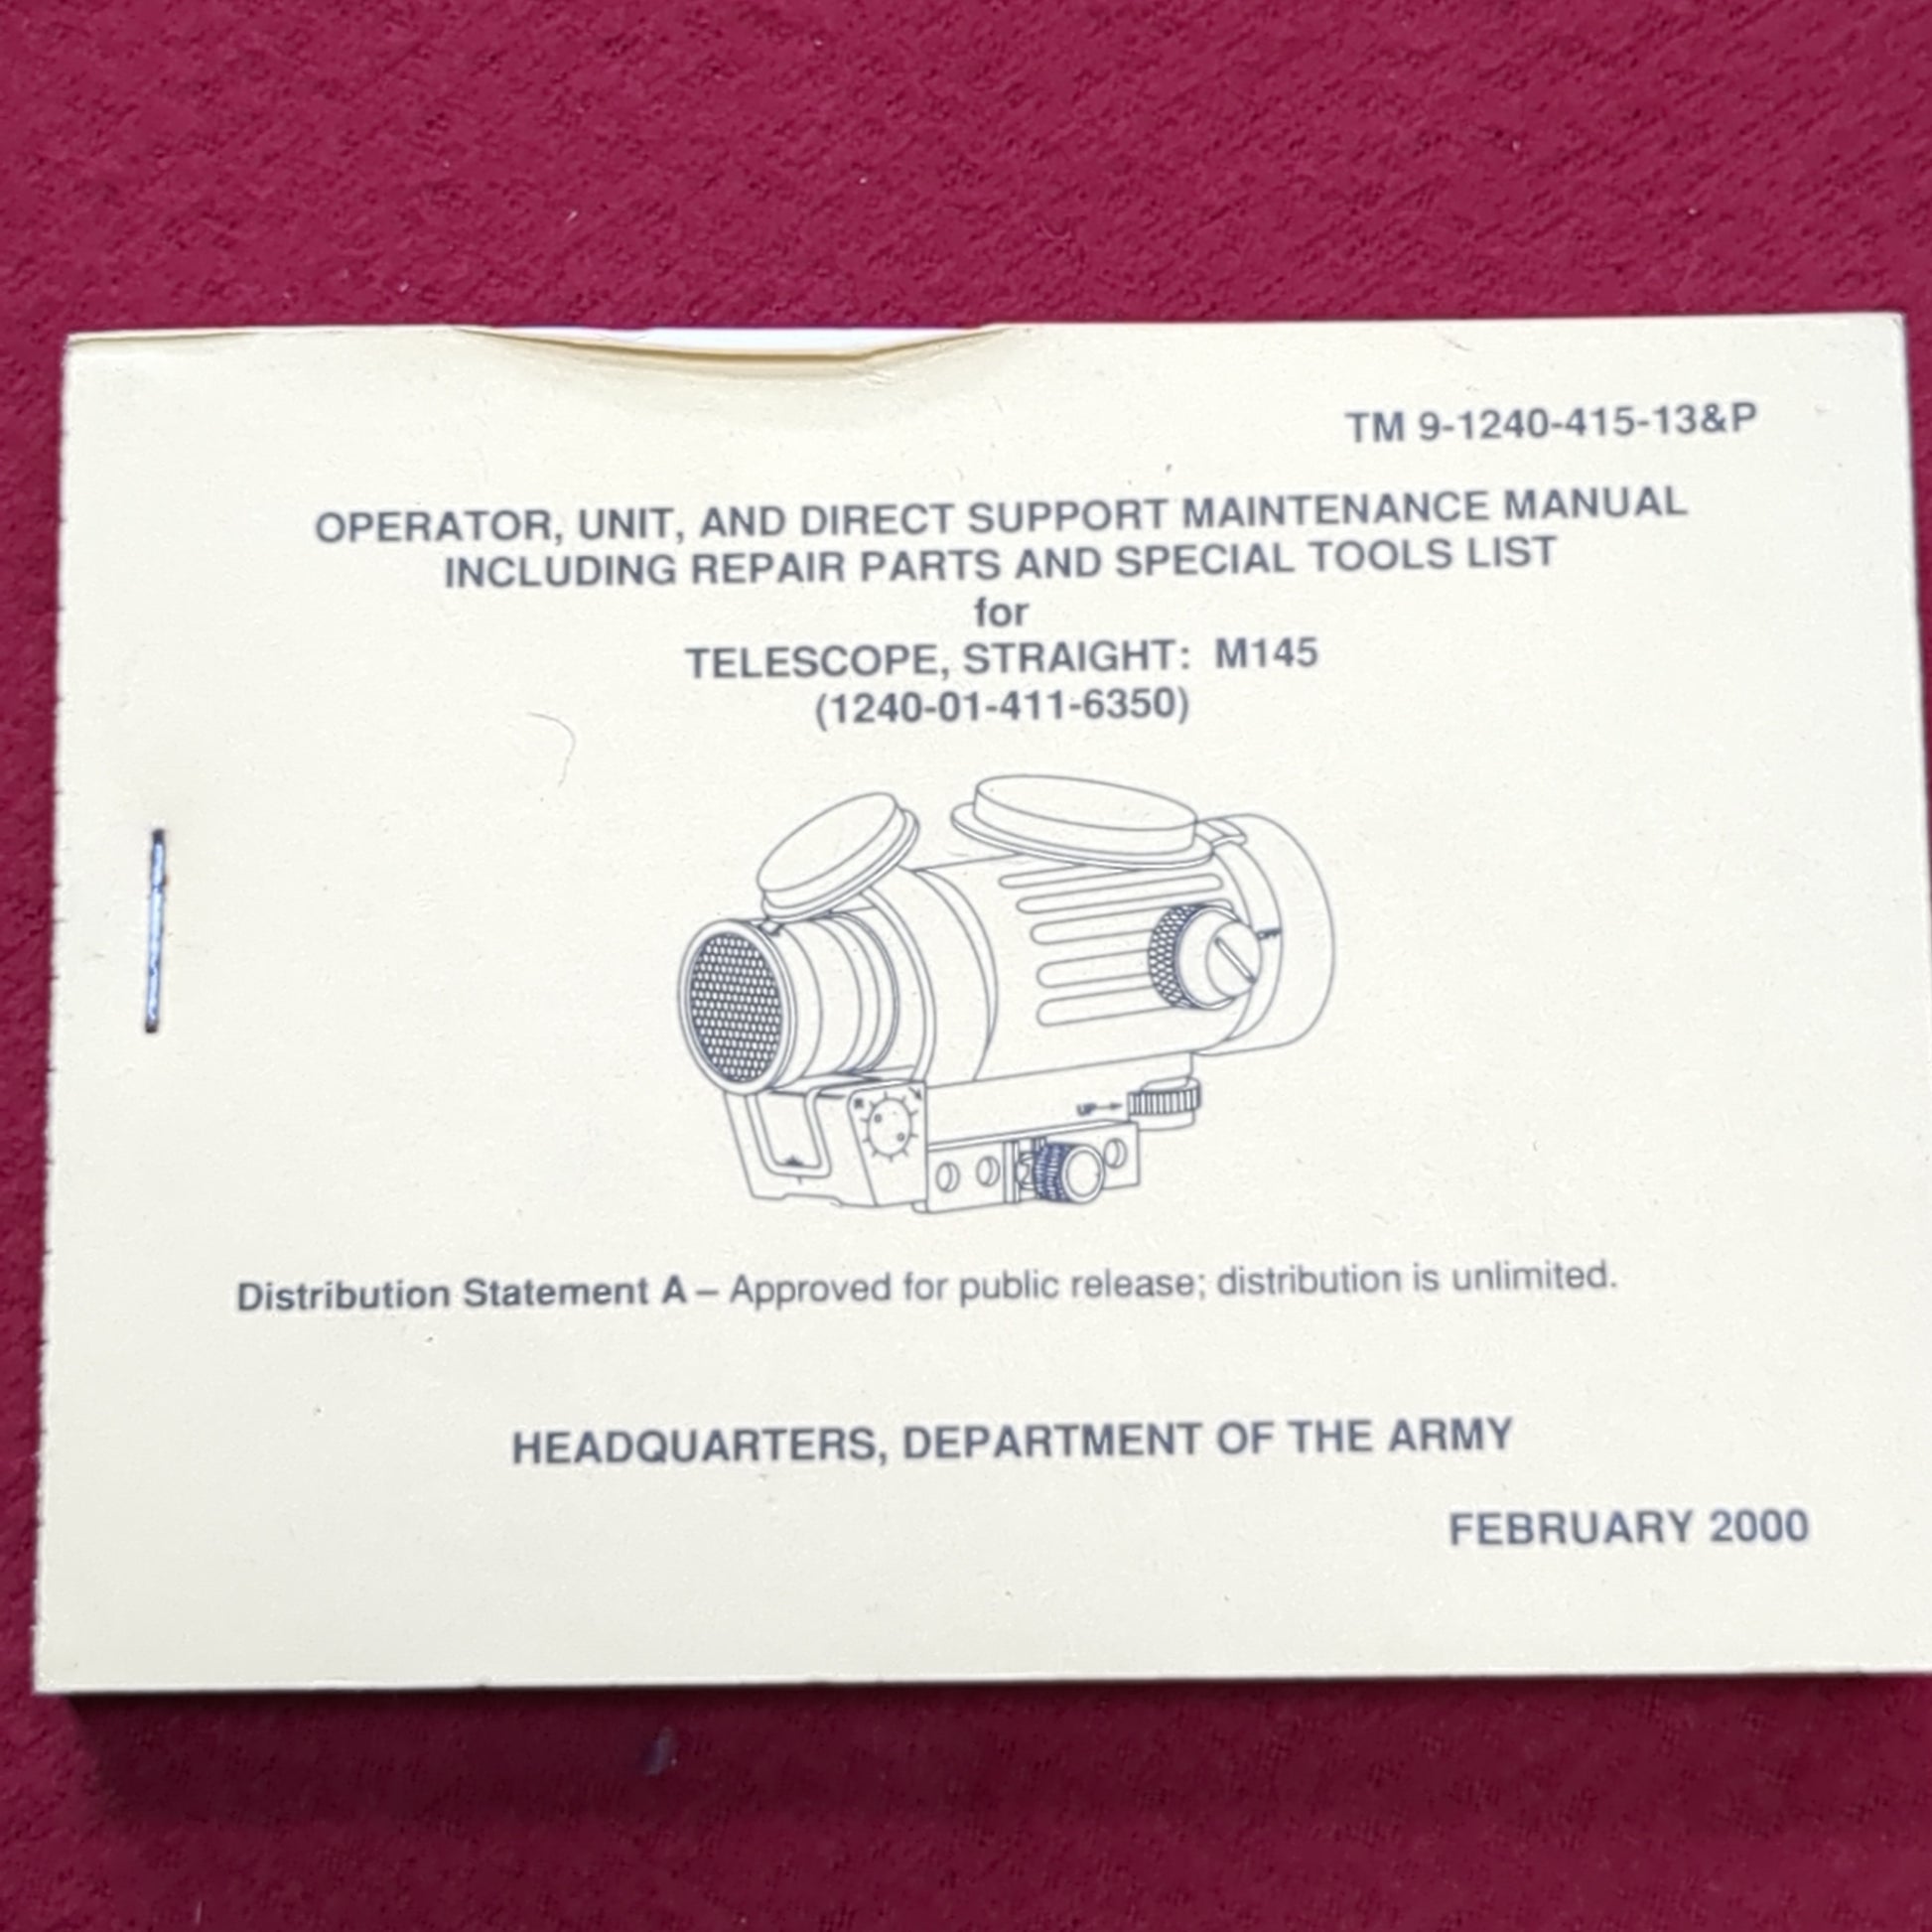 TM 9-1240-415-13&P
OPERATOR, UNIT, AND DIRECT SUPPORT MAINTENANCE MANUAL
INCLUDING REPAIR PARTS AND SPECIAL TOOLS LIST
for
TELESCOPE, STRAIGHT: M145
(1240-01-411-6350)
OFF
UP
Distribution Statement A – Approved for public release; distribution is unlimited.
HEADQUARTERS, DEPARTMENT OF THE ARMY
FEBRUARY 2000